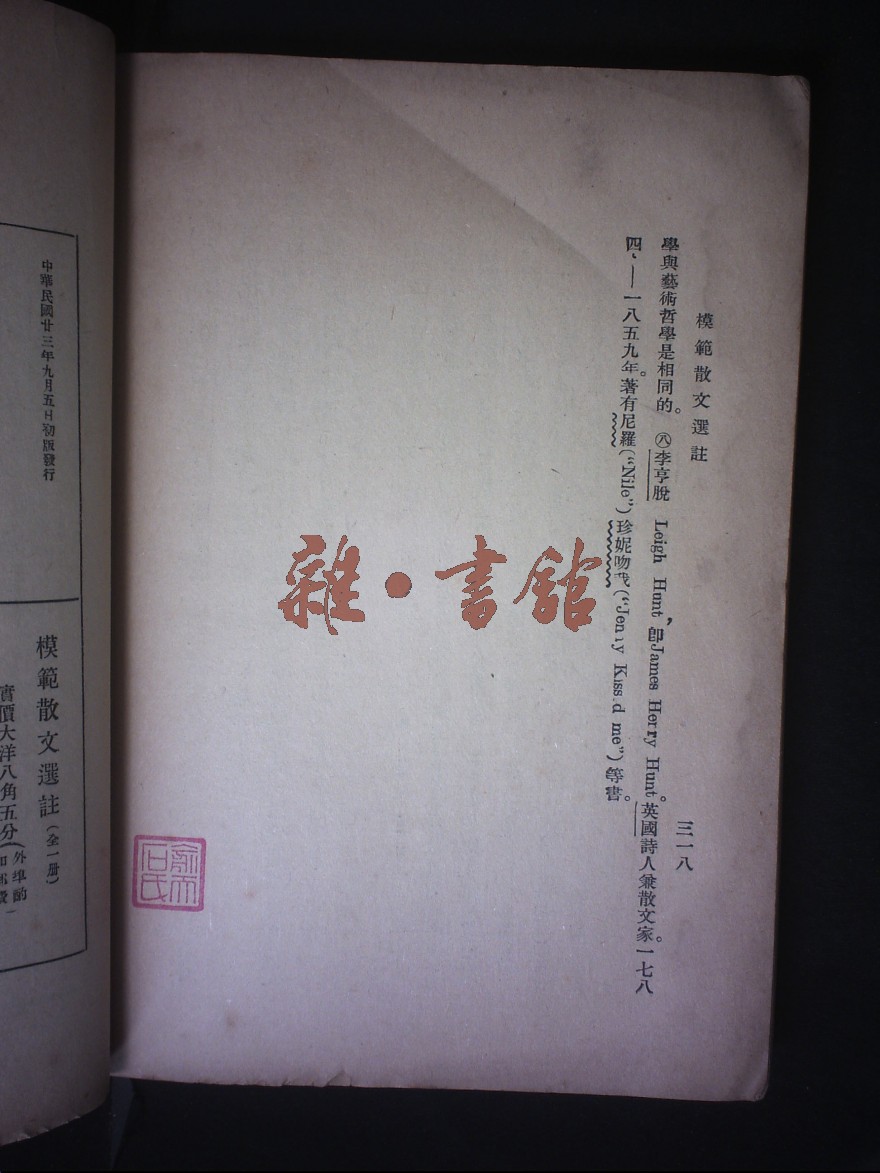 模範散文選註
三一八
學與藝術哲學是相同的。㊇李亨脫 Leigh Hunt,卽James Herry Hunt。英國詩人兼散文家。一七八
四、—一八五九年。著有尼羅(“Nile”)珍妮吻我(“Jenny Kiss.d me”)等書。
雜•書館
中華民國廿三年九月五日初版發行
模範散文選註(全一冊)
實價大洋八角五分(外埠酌